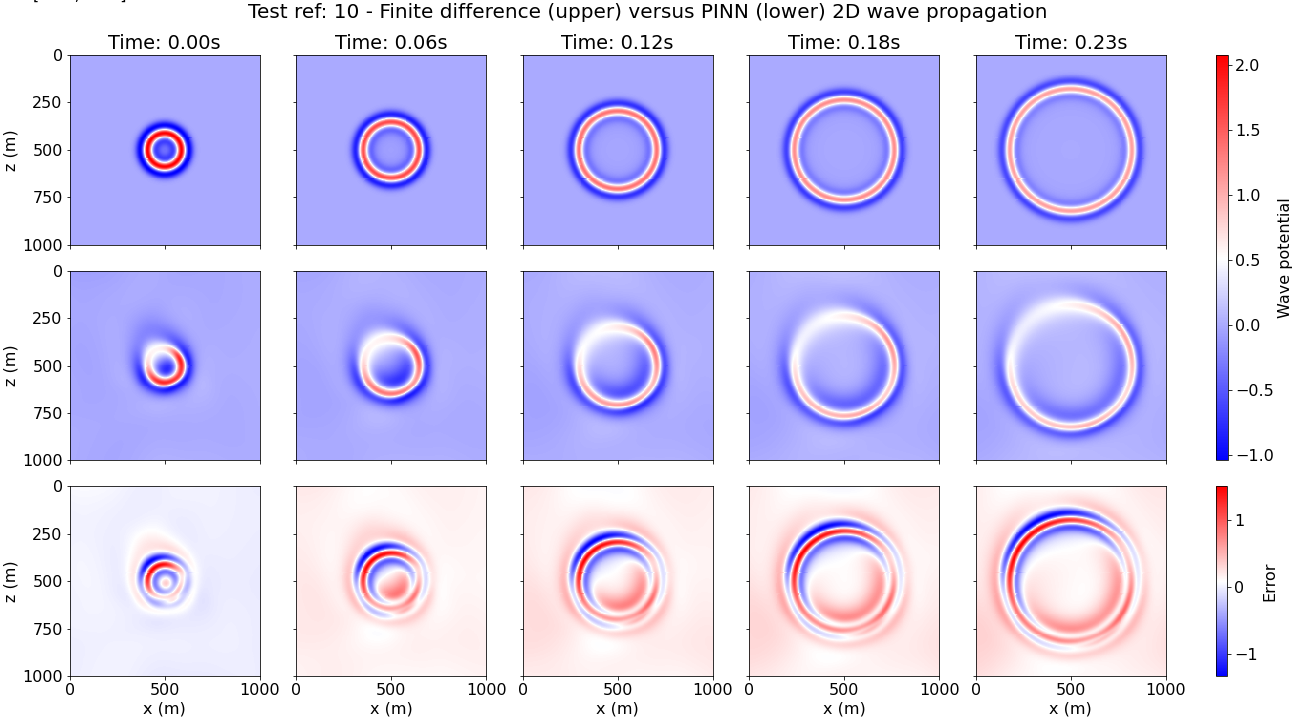 Test ref: 10 - Finite difference (upper) versus PINN (lower) 2D wave propagation
Time: 0.00s Time: 0.06s Time: 0.12s Time: 0.18s Time: 0.23s
0
250
500
750
1000
z (m)
0
250
500
750
1000
z (m)
2.0
1.5
1.0
0.5
0.0
−0.5
−1.0
Wave potential
0
250
500
750
1000
z (m)
1
0
−1
Error
0 500 1000 0 500 1000 0 500 1000 0 500 1000 0 500 1000
x (m) x (m) x (m) x (m) x (m)